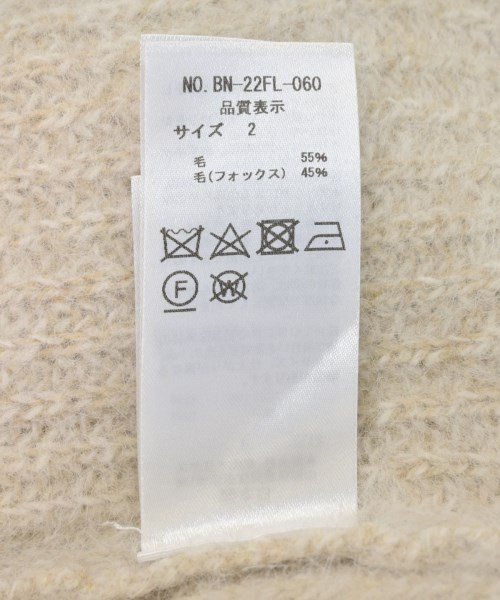 NO. BN-22FL-060
品質表示
サイズ 2
毛 55%
毛(フォックス) 45%
F
W